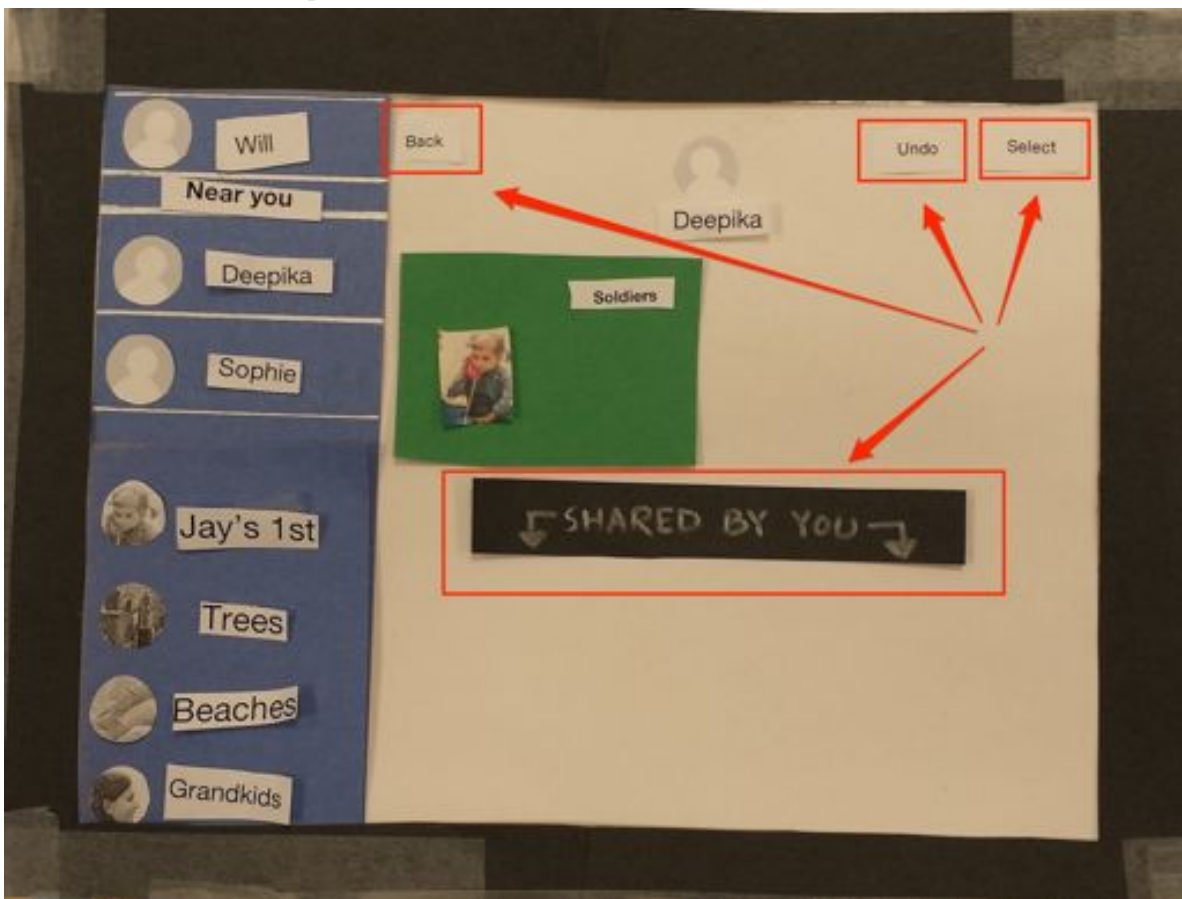 Will
Near you
Deepika
Sophie
Jay's 1st
Trees
Beaches
Grandkids
Back
Undo
Select
Deepika
Soldiers
SHARED BY YOU